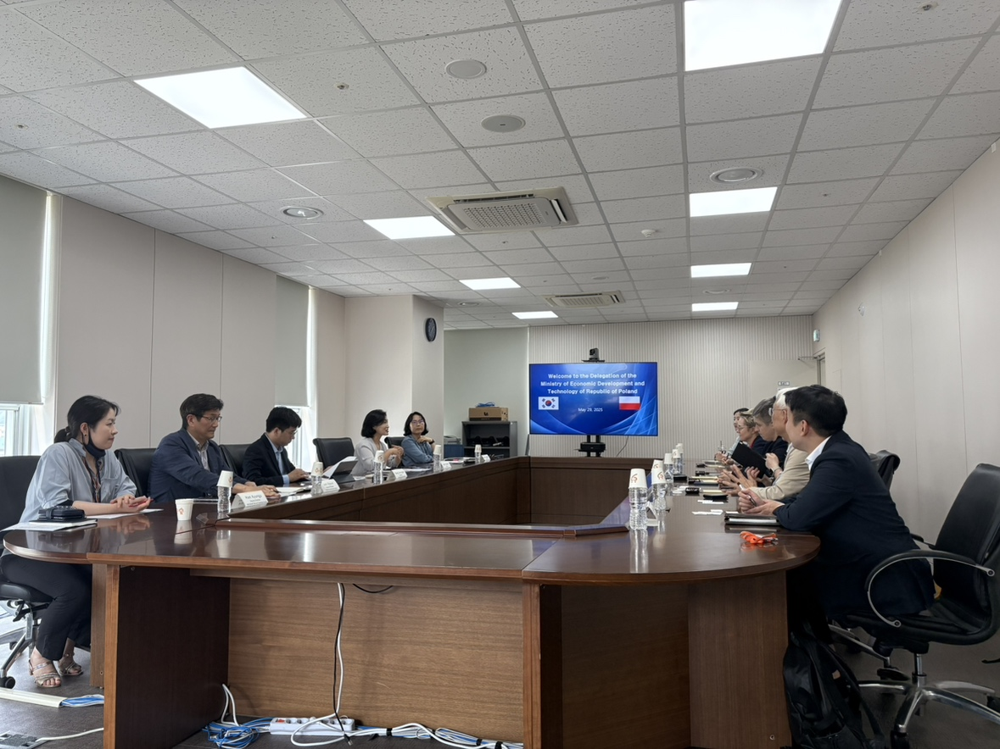 Welcome to the Delegation of the
Ministry of Economic Development and
Technology of Republic of Poland
May 29, 2025